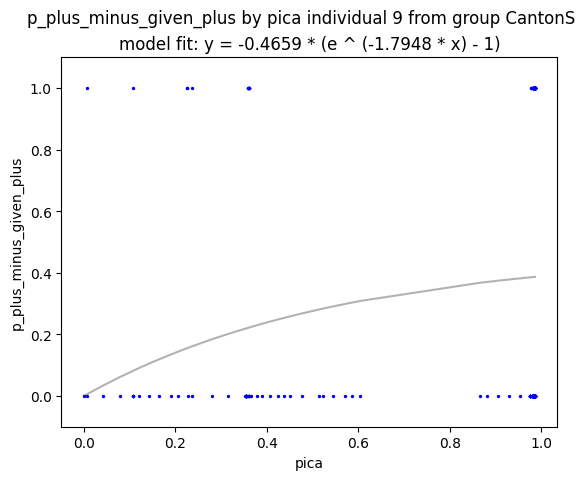 p_plus_minus_given_plus by pica individual 9 from group CantonS
model fit: y = -0.4659 * (e ^ (-1.7948 * x) - 1)
p_plus_minus_given_plus
1.0
0.8
0.6
0.4
0.2
0.0
0.0 0.2 0.4 0.6 0.8 1.0
pica